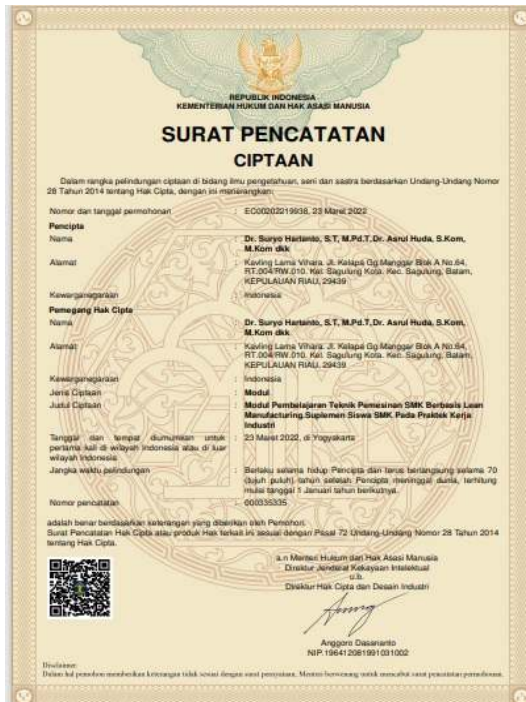 REPUBLIK INDONESIA
KEMENTERIAN HUKUM DAN HAK ASASI MANUSIA
SURAT PENCATATAN
CIPTAAN
Dalam rangka pelindungan ciptaan di bidang ilmu pengetahuan, seni dan sastra berdasarkan Undang-Undang Nomor
28 Tahun 2014 tentang Hak Cipta, dengan ini menerangkan:
Nomor dan tanggal permohonan : EC00202219938, 23 Maret 2022
Pencipta
Nama : Dr. Suryo Hartanto, S.T, M.Pd.T, Dr. Asrul Huda, S.Kom,
M.Kom dkk
Alamat : Kavling Lama Vihara. Jl. Kelapa Gg.Manggar Blok A No.64,
RT.004/RW.010. Kel. Sagulung Kota. Kec. Sagulung, Batam,
KEPULAUAN RIAU, 29439
Kewarganegaraan : Indonesia
Pemegang Hak Cipta
Nama : Dr. Suryo Hartanto, S.T, M.Pd.T, Dr. Asrul Huda, S.Kom,
M.Kom dkk
Alamat : Kavling Lama Vihara. Jl. Kelapa Gg.Manggar Blok A No.64,
RT.004/RW.010. Kel. Sagulung Kota. Kec. Sagulung, Batam,
KEPULAUAN RIAU, 29439
Kewarganegaraan : Indonesia
Jenis Ciptaan : Modul
Judul Ciptaan : Modul Pembelajaran Teknik Pemesinan SMK Berbasis Lean
Manufacturing.Suplemen Siswa SMK Pada Praktek Kerja
Industri
Tanggal dan tempat diumumkan untuk : 23 Maret 2022, di Yogyakarta
pertama kali di wilayah Indonesia atau di luar
wilayah Indonesia
Jangka waktu pelindungan : Berlaku selama hidup Pencipta dan terus berlangsung selama 70
(tujuh puluh) tahun setelah Pencipta meninggal dunia, terhitung
mulai tanggal 1 Januari tahun berikutnya.
Nomor pencatatan : 000335335
adalah benar berdasarkan keterangan yang diberikan oleh Pemohon.
Surat Pencatatan Hak Cipta atau produk Hak terkait ini sesuai dengan Pasal 72 Undang-Undang Nomor 28 Tahun 2014
tentang Hak Cipta.
a.n Menteri Hukum dan Hak Asasi Manusia
Direktur Jenderal Kekayaan Intelektual
u.b.
Direktur Hak Cipta dan Desain Industri
Anggoro Dasananto
NIP.196412081991031002
Disclaimer:
Dalam hal pemohon memberikan keterangan tidak sesuai dengan surat pernyataan, Menteri berwenang untuk mencabut surat pencatatan permohonan.